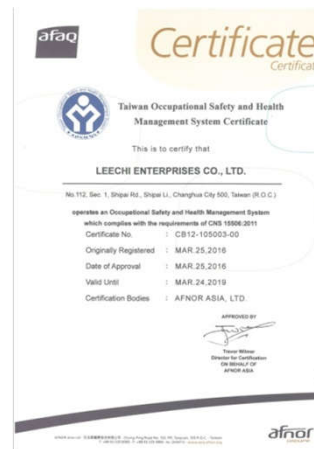 afaq
Certificate
Certificat
Taiwan Occupational Safety and Health
Management System Certificate
This is to certify that
LEECHI ENTERPRISES CO., LTD.
No.112, Sec. 1, Shipai Rd., Shipai Li., Changhua City 500, Taiwan (R.O.C.)
operates an Occupational Safety and Health Management System
which complies with the requirements of CNS 15506:2011
Certificate No. : CB12-105003-00
Originally Registered : MAR.25,2016
Date of Approval : MAR.25,2016
Valid Until : MAR.24,2019
Certification Bodies : AFNOR ASIA, LTD.
APPROVED BY
Trevor Wilmer
Director for Certification
ON BEHALF OF
AFNOR ASIA
afnor